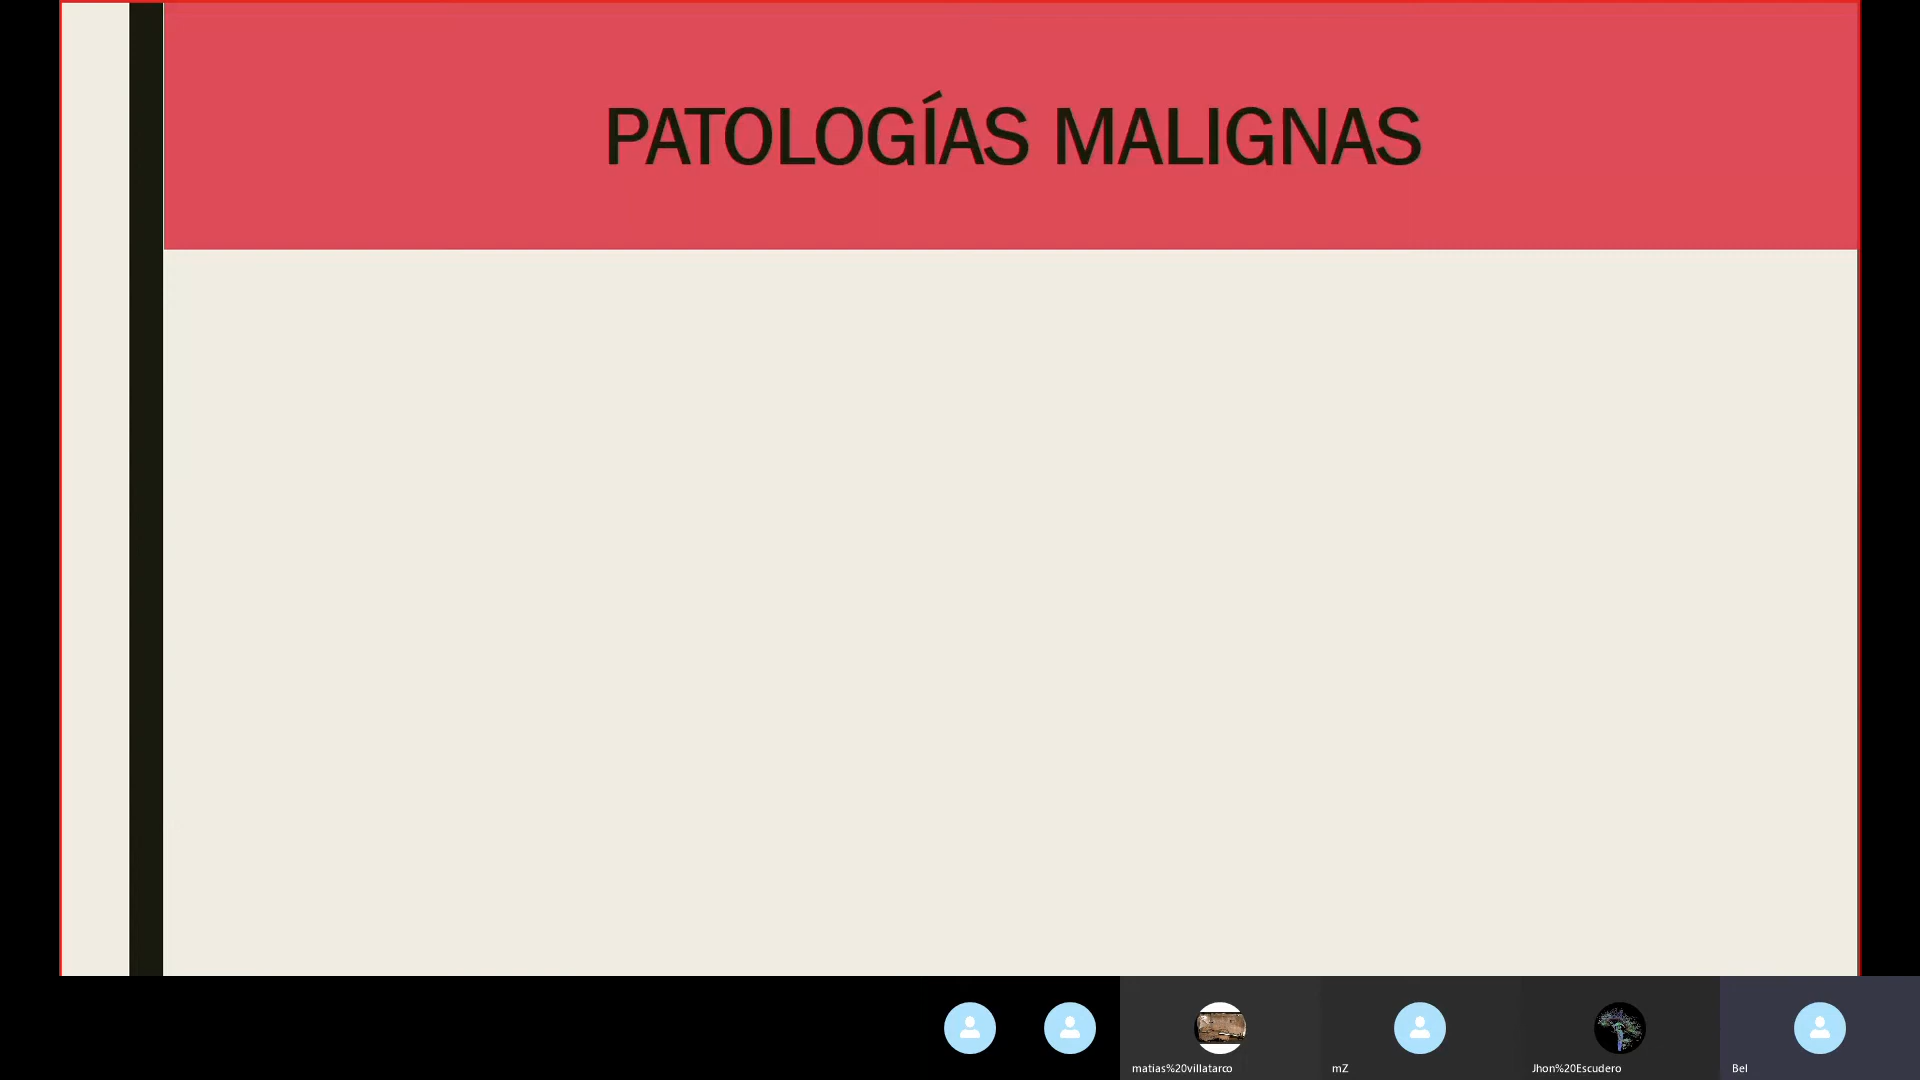 PATOLOGÍAS MALIGNAS
matias%20villatarco
mZ
Jhon%20Escudero
Bel